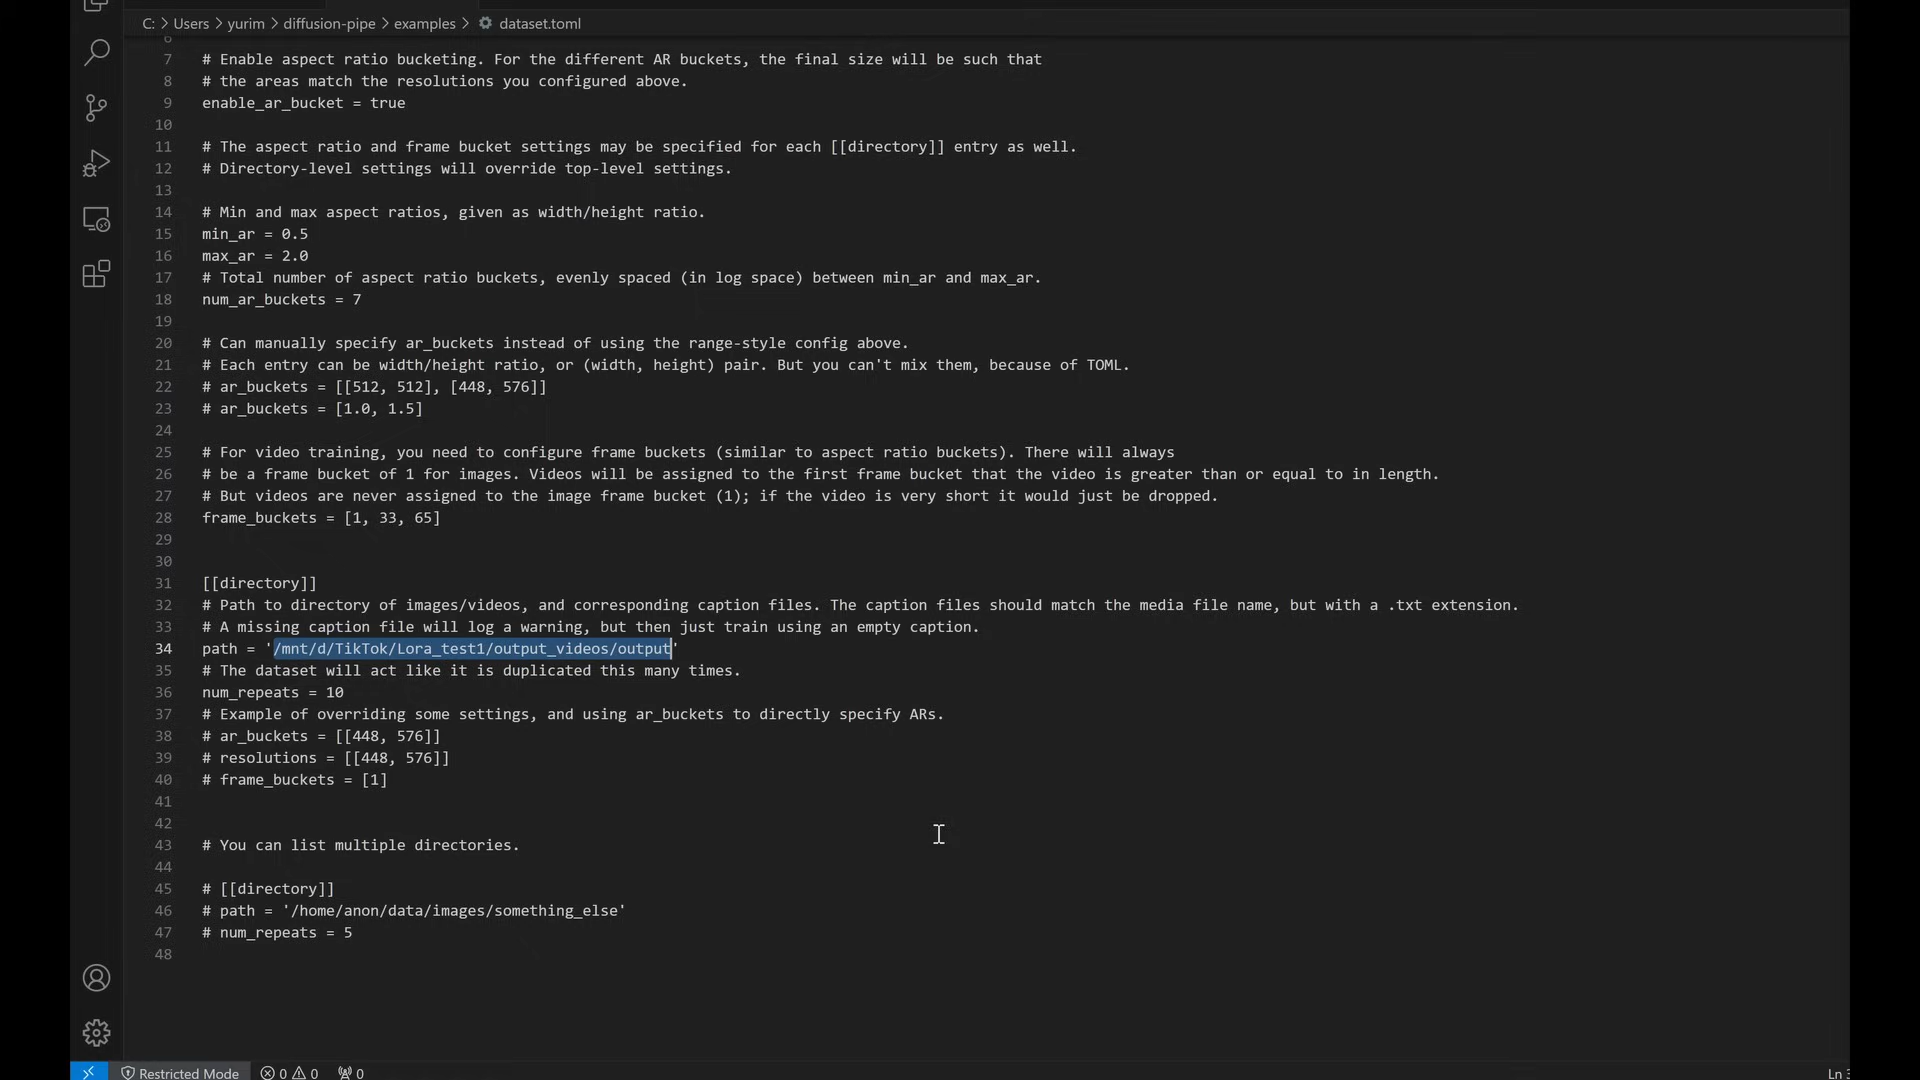 C: > Users > yurim > diffusion-pipe > examples > dataset.toml
6
7 # Enable aspect ratio bucketing. For the different AR buckets, the final size will be such that
8 # the areas match the resolutions you configured above.
9 enable_ar_bucket = true
10
11 # The aspect ratio and frame bucket settings may be specified for each [[directory]] entry as well.
12 # Directory-level settings will override top-level settings.
13
14 # Min and max aspect ratios, given as width/height ratio.
15 min_ar = 0.5
16 max_ar = 2.0
17 # Total number of aspect ratio buckets, evenly spaced (in log space) between min_ar and max_ar.
18 num_ar_buckets = 7
19
20 # Can manually specify ar_buckets instead of using the range-style config above.
21 # Each entry can be width/height ratio, or (width, height) pair. But you can't mix them, because of TOML.
22 # ar_buckets = [[512, 512], [448, 576]]
23 # ar_buckets = [1.0, 1.5]
24
25 # For video training, you need to configure frame buckets (similar to aspect ratio buckets). There will always
26 # be a frame bucket of 1 for images. Videos will be assigned to the first frame bucket that the video is greater than or equal to in length.
27 # But videos are never assigned to the image frame bucket (1); if the video is very short it would just be dropped.
28 frame_buckets = [1, 33, 65]
29
30
31 [[directory]]
32 # Path to directory of images/videos, and corresponding caption files. The caption files should match the media file name, but with a .txt extension.
33 # A missing caption file will log a warning, but then just train using an empty caption.
34 path = '/mnt/d/TikTok/Lora_test1/output_videos/output'
35 # The dataset will act like it is duplicated this many times.
36 num_repeats = 10
37 # Example of overriding some settings, and using ar_buckets to directly specify ARs.
38 # ar_buckets = [[448, 576]]
39 # resolutions = [[448, 576]]
40 # frame_buckets = [1]
41
42
43 # You can list multiple directories.
44
45 # [[directory]]
46 # path = '/home/anon/data/images/something_else'
47 # num_repeats = 5
48
Restricted Mode 0 0 0 Ln